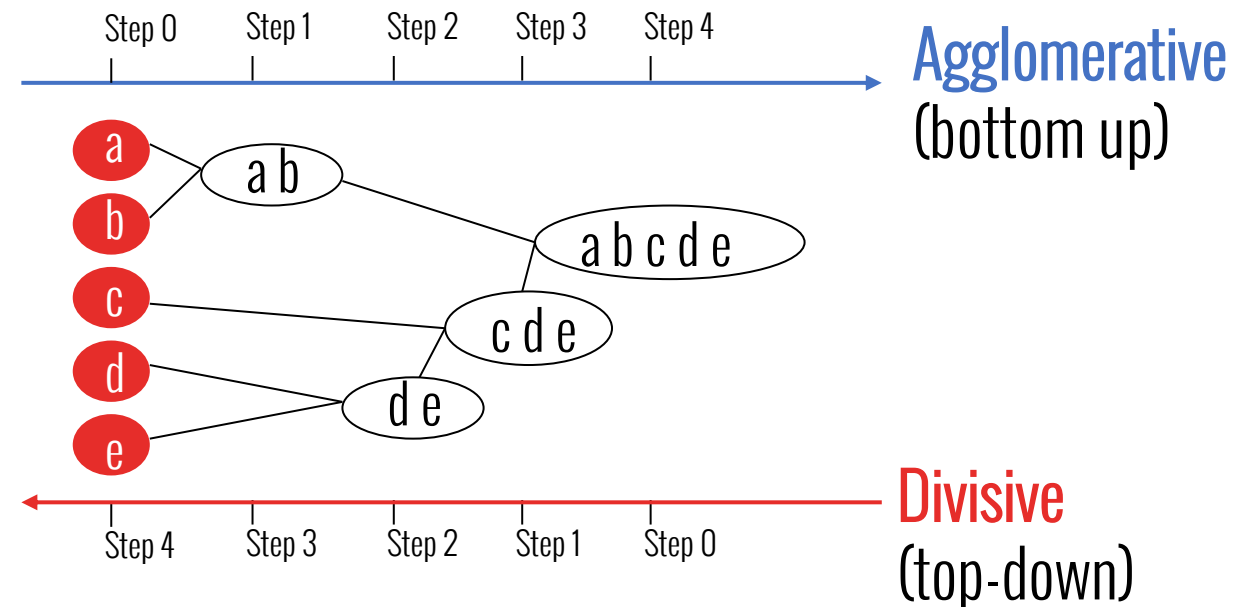 Step 0 Step 1 Step 2 Step 3 Step 4
Agglomerative
(bottom up)
a
a b
b
a b c d e
c
c d e
d
d e
e
Divisive
(top-down)
Step 4 Step 3 Step 2 Step 1 Step 0